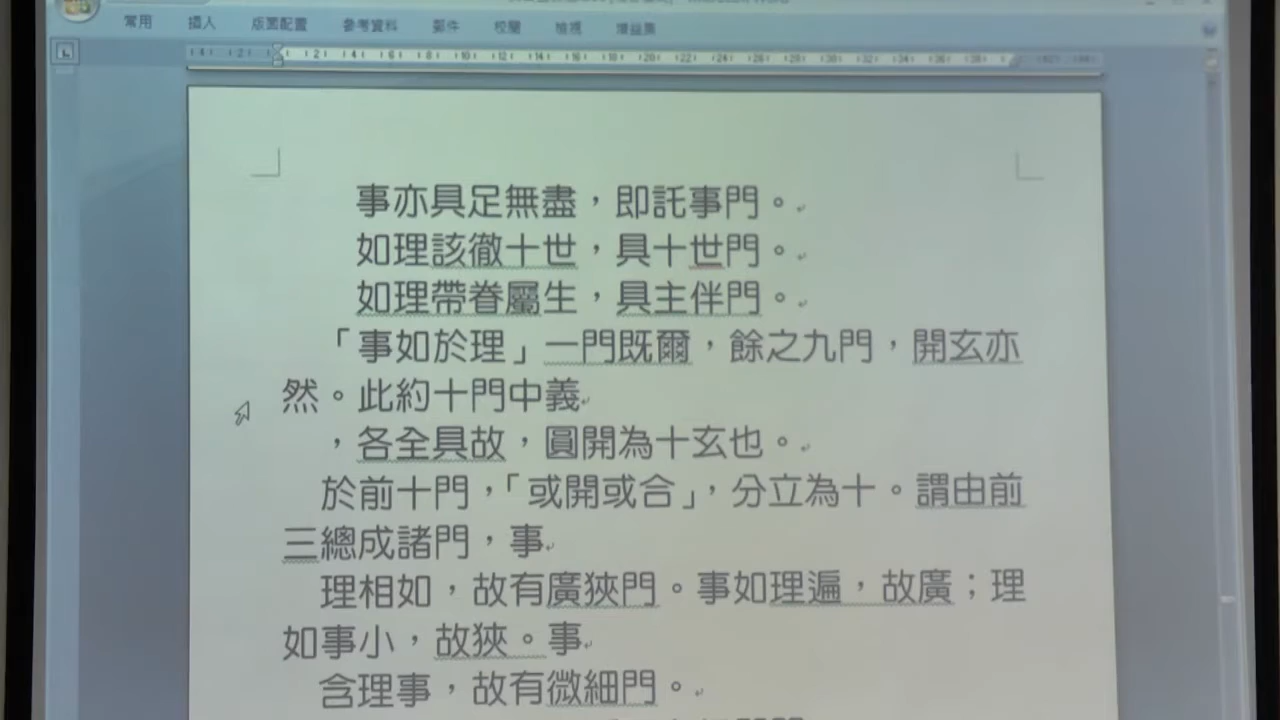 常用 插入 版面配置 參考資料 郵件 校閱 檢視 增益集
事亦具足無盡，即託事門。
如理該徹十世，具十世門。
如理帶眷屬生，具主伴門。
「事如於理」一門既爾，餘之九門，開玄亦
然。此約十門中義
，各全具故，圓開為十玄也。
於前十門，「或開或合」，分立為十。謂由前
三總成諸門，事
理相如，故有廣狹門。事如理遍，故廣；理
如事小，故狹。事
含理事，故有微細門。